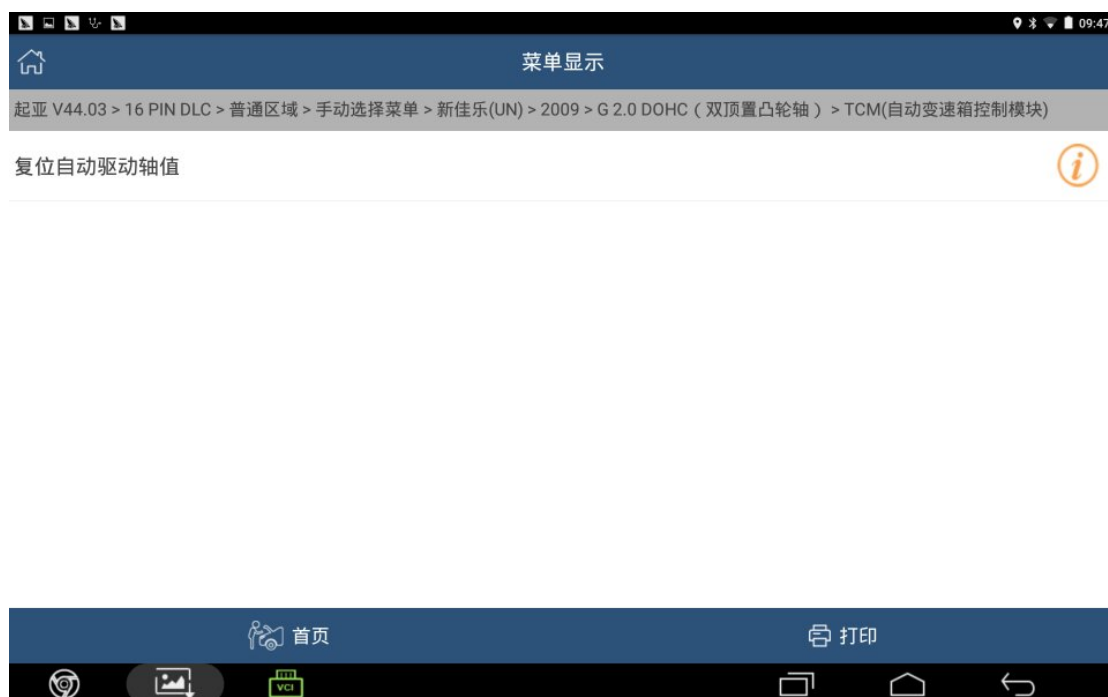 09:47
菜单显示
起亚 V44.03 > 16 PIN DLC > 普通区域 > 手动选择菜单 > 新佳乐(UN) > 2009 > G 2.0 DOHC（双顶置凸轮轴）> TCM(自动变速箱控制模块)
复位自动驱动轴值
i
首页
打印
VCI